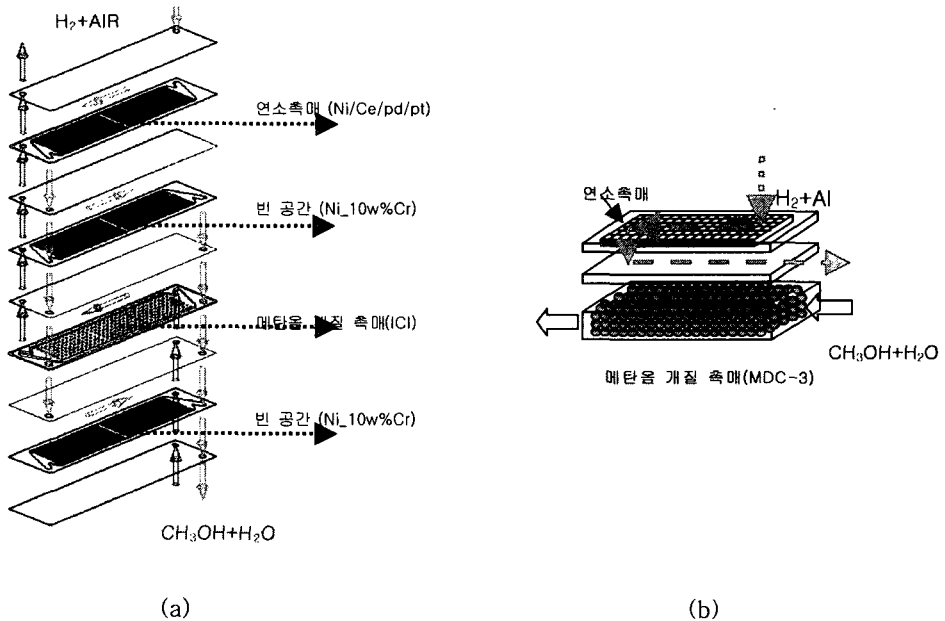 H₂+AIR
연소촉매 (Ni/Ce/pd/pt)
빈 공간 (Ni_10w%Cr)
메탄올 개질 촉매(ICI)
빈 공간 (Ni_10w%Cr)
CH₃OH+H₂O
(a)
연소촉매
H₂+AI
CH₃OH+H₂O
메탄올 개질 촉매(MDC-3)
(b)